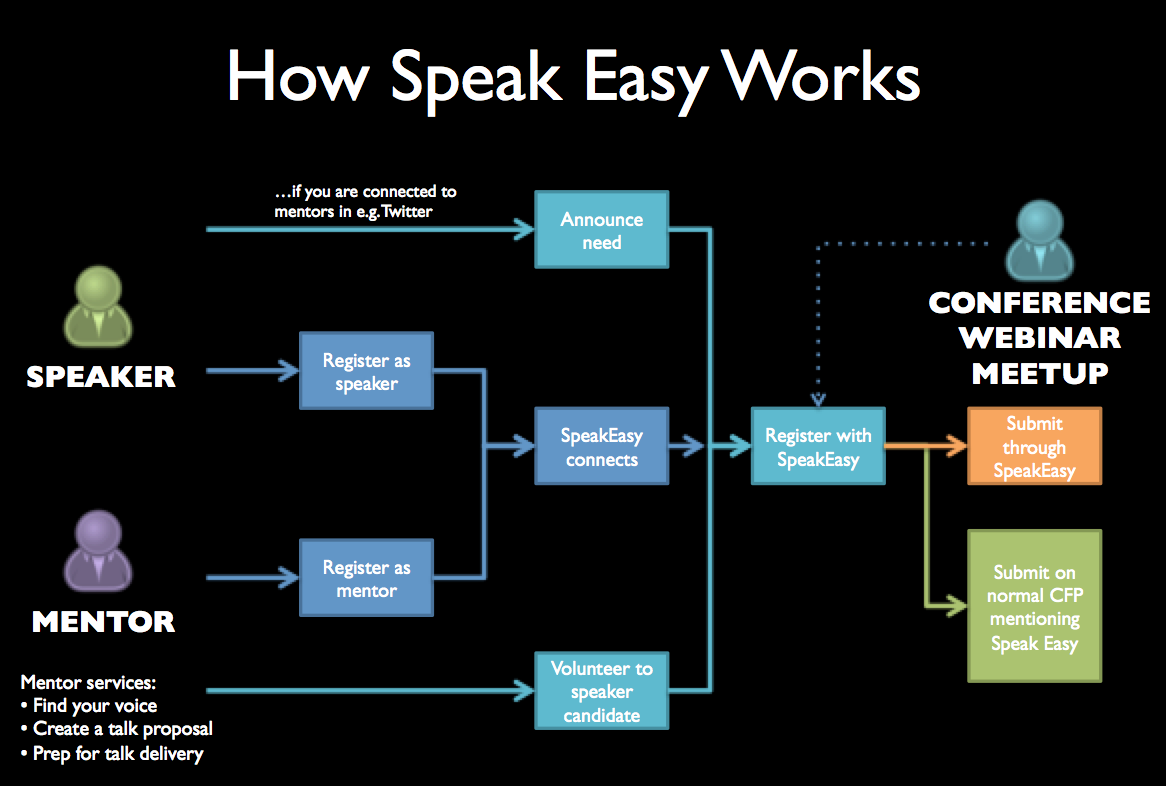 How Speak Easy Works
…if you are connected to
mentors in e.g. Twitter
Announce
need
SPEAKER
Register as
speaker
SpeakEasy
connects
Register with
SpeakEasy
CONFERENCE
WEBINAR
MEETUP
Submit
through
SpeakEasy
MENTOR
Register as
mentor
Submit on
normal CFP
mentioning
Speak Easy
Mentor services:
• Find your voice
• Create a talk proposal
• Prep for talk delivery
Volunteer to
speaker
candidate